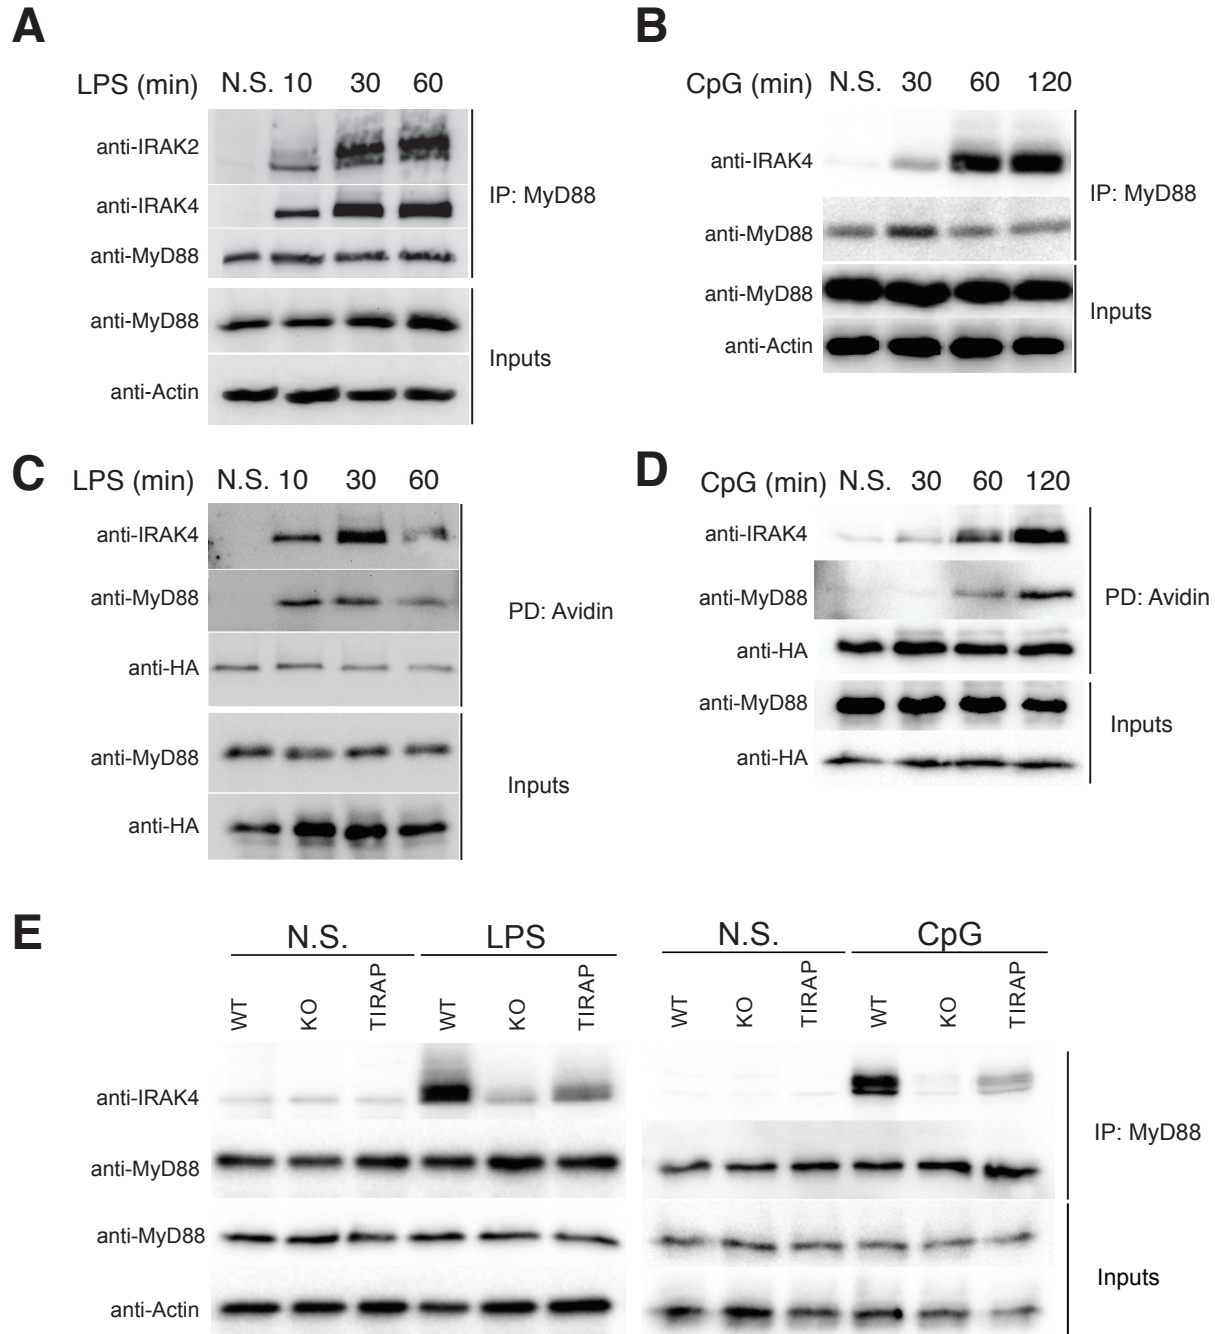 A
LPS (min) N.S. 10 30 60
anti-IRAK2
anti-IRAK4
anti-MyD88
IP: MyD88
anti-MyD88
anti-Actin
Inputs
B
CpG (min) N.S. 30 60 120
anti-IRAK4
anti-MyD88
IP: MyD88
anti-MyD88
anti-Actin
Inputs
C
LPS (min) N.S. 10 30 60
anti-IRAK4
anti-MyD88
anti-HA
PD: Avidin
anti-MyD88
anti-HA
Inputs
D
CpG (min) N.S. 30 60 120
anti-IRAK4
anti-MyD88
anti-HA
PD: Avidin
anti-MyD88
anti-HA
Inputs
E
N.S. LPS N.S. CpG
WT KO TIRAP WT KO TIRAP WT KO TIRAP WT KO TIRAP
anti-IRAK4
anti-MyD88
IP: MyD88
anti-MyD88
anti-Actin
Inputs